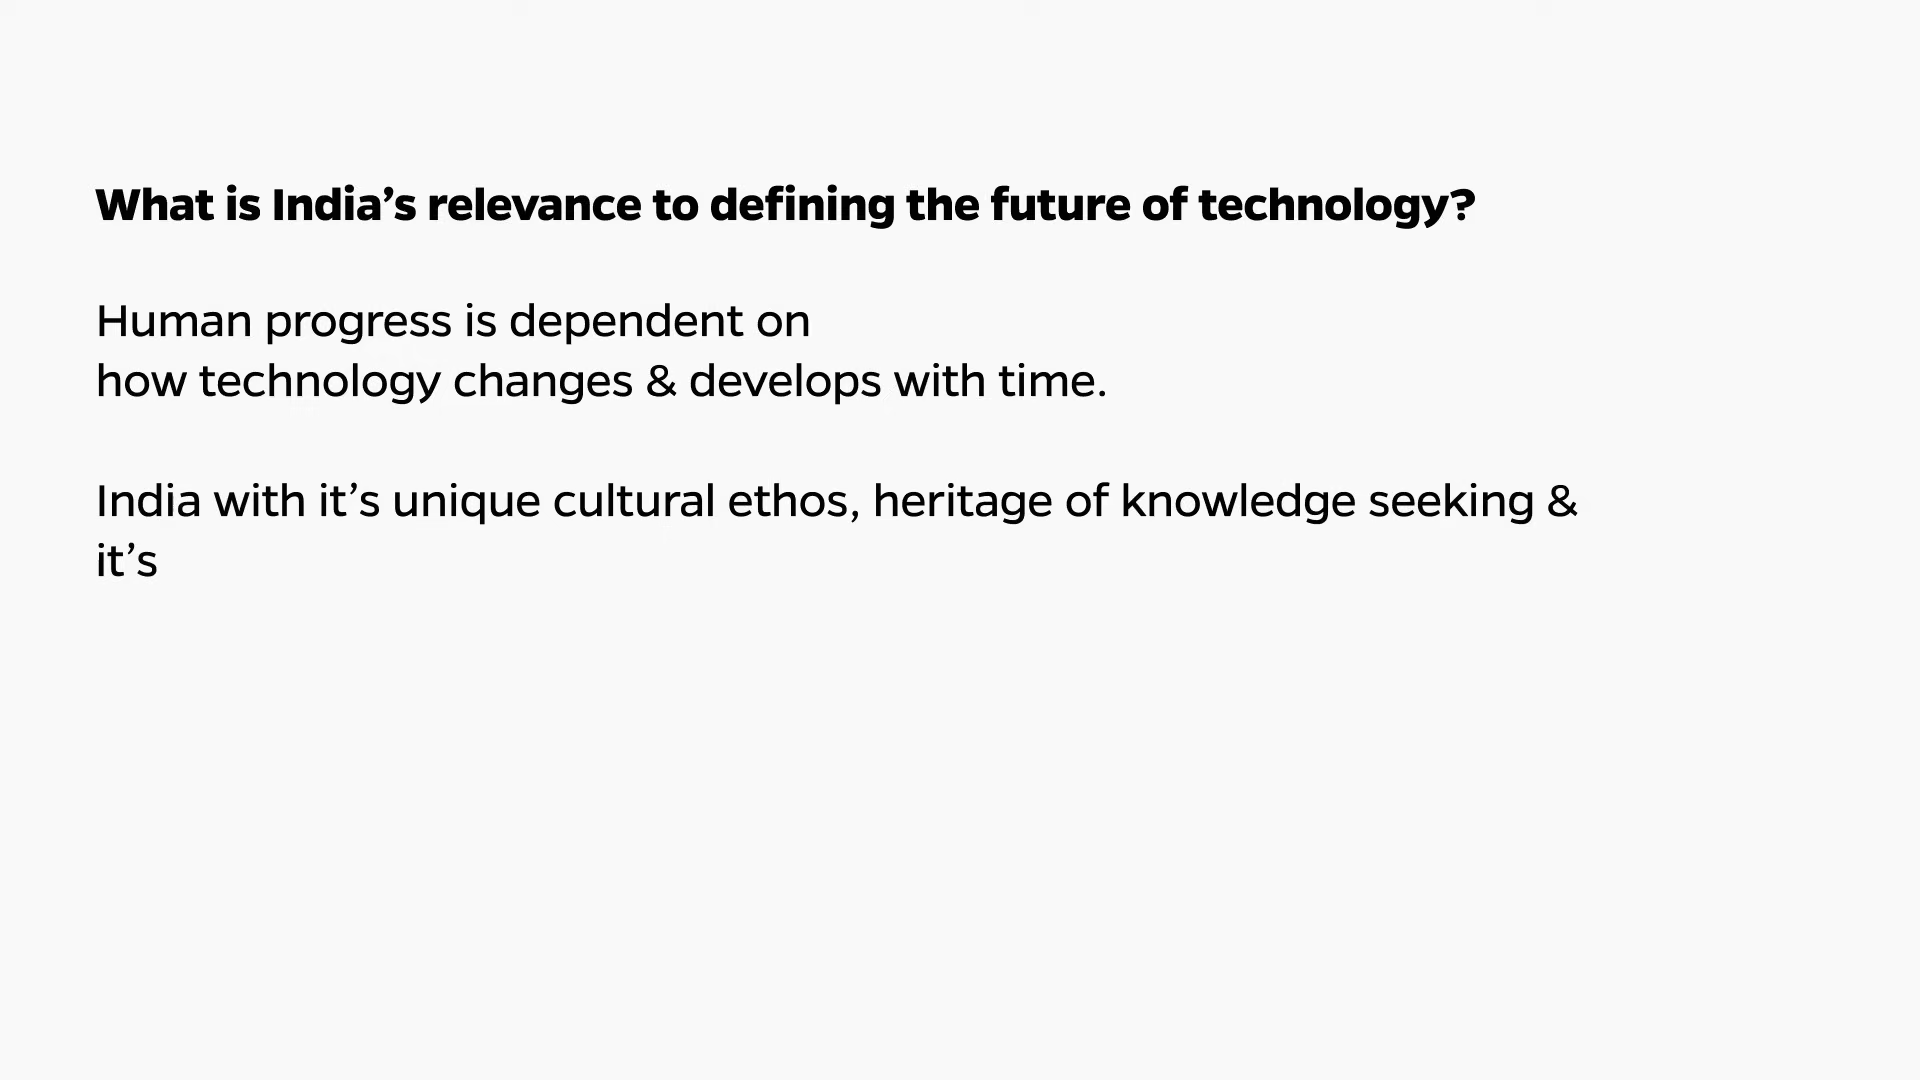 What is India’s relevance to defining the future of technology?
Human progress is dependent on
how technology changes & develops with time.
India with it’s unique cultural ethos, heritage of knowledge seeking &
it’s